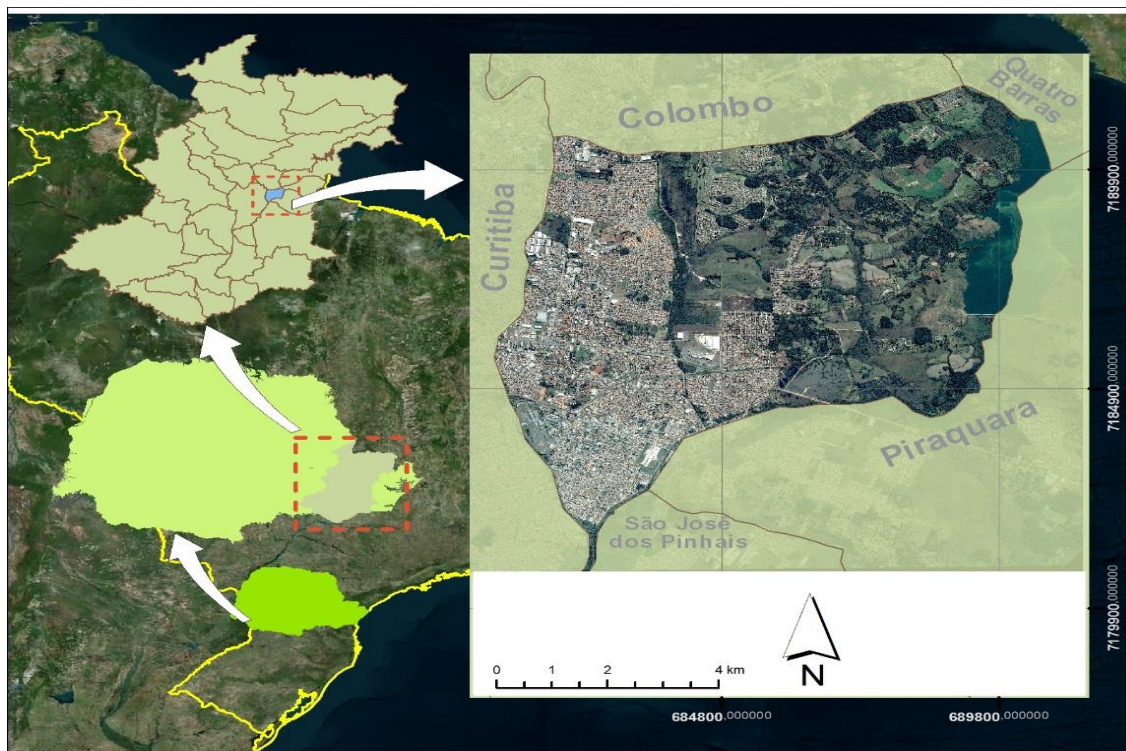 Colombo
Quatro
Barras
Curitiba
Piraquara
São José
dos Pinhais
7189900.000000
7184900.000000
7179900.000000
0 1 2 4 km
N
684800.000000
689800.000000